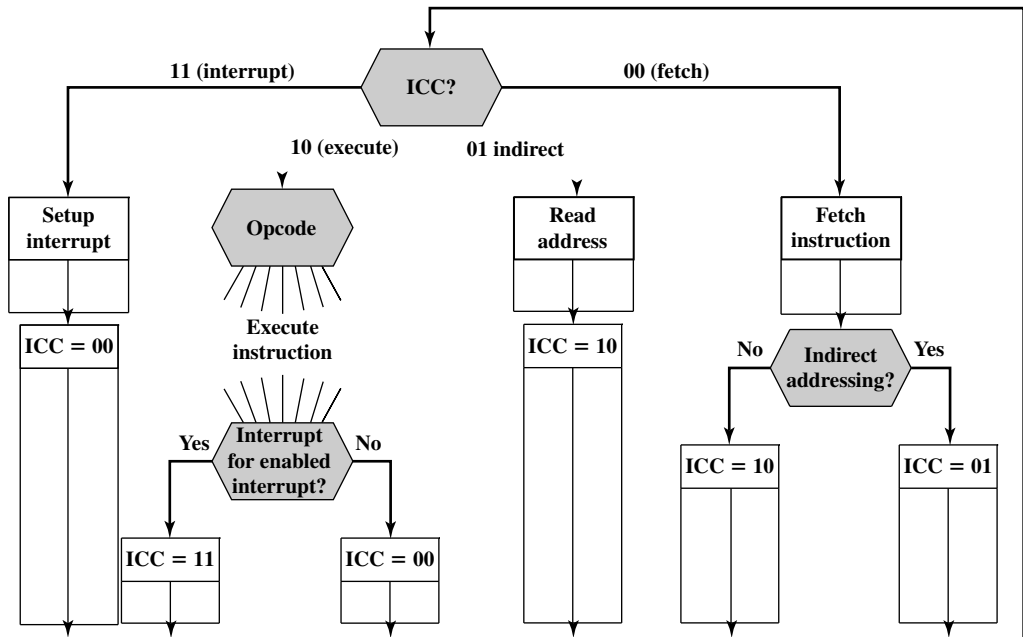 ICC?
11 (interrupt)
00 (fetch)
10 (execute)
01 indirect
Setup
interrupt
Opcode
Read
address
Fetch
instruction
ICC = 00
Execute
instruction
ICC = 10
No
Indirect
addressing?
Yes
Yes
Interrupt
for enabled
interrupt?
No
ICC = 10
ICC = 01
ICC = 11
ICC = 00